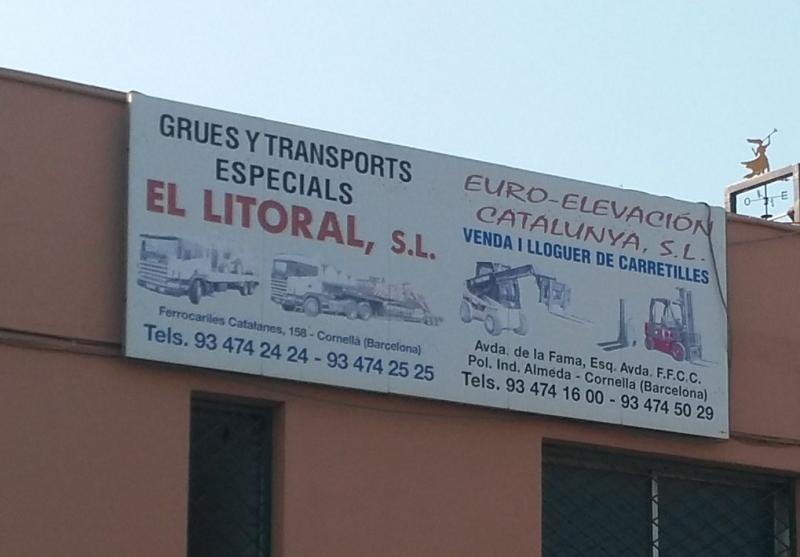 GRUES Y TRANSPORTS
ESPECIALS
EL LITORAL, S.L.
Ferrocariles Catalanes, 158 - Cornellà (Barcelona)
Tels. 93 474 24 24 - 93 474 25 25
EURO-ELEVACIÓN
CATALUNYA, S.L.
VENDA I LLOGUER DE CARRETILLES
Avda. de la Fama, Esq. Avda. F.F.C.C.
Pol. Ind. Almeda - Cornella (Barcelona)
Tels. 93 474 16 00 - 93 474 50 29
O E